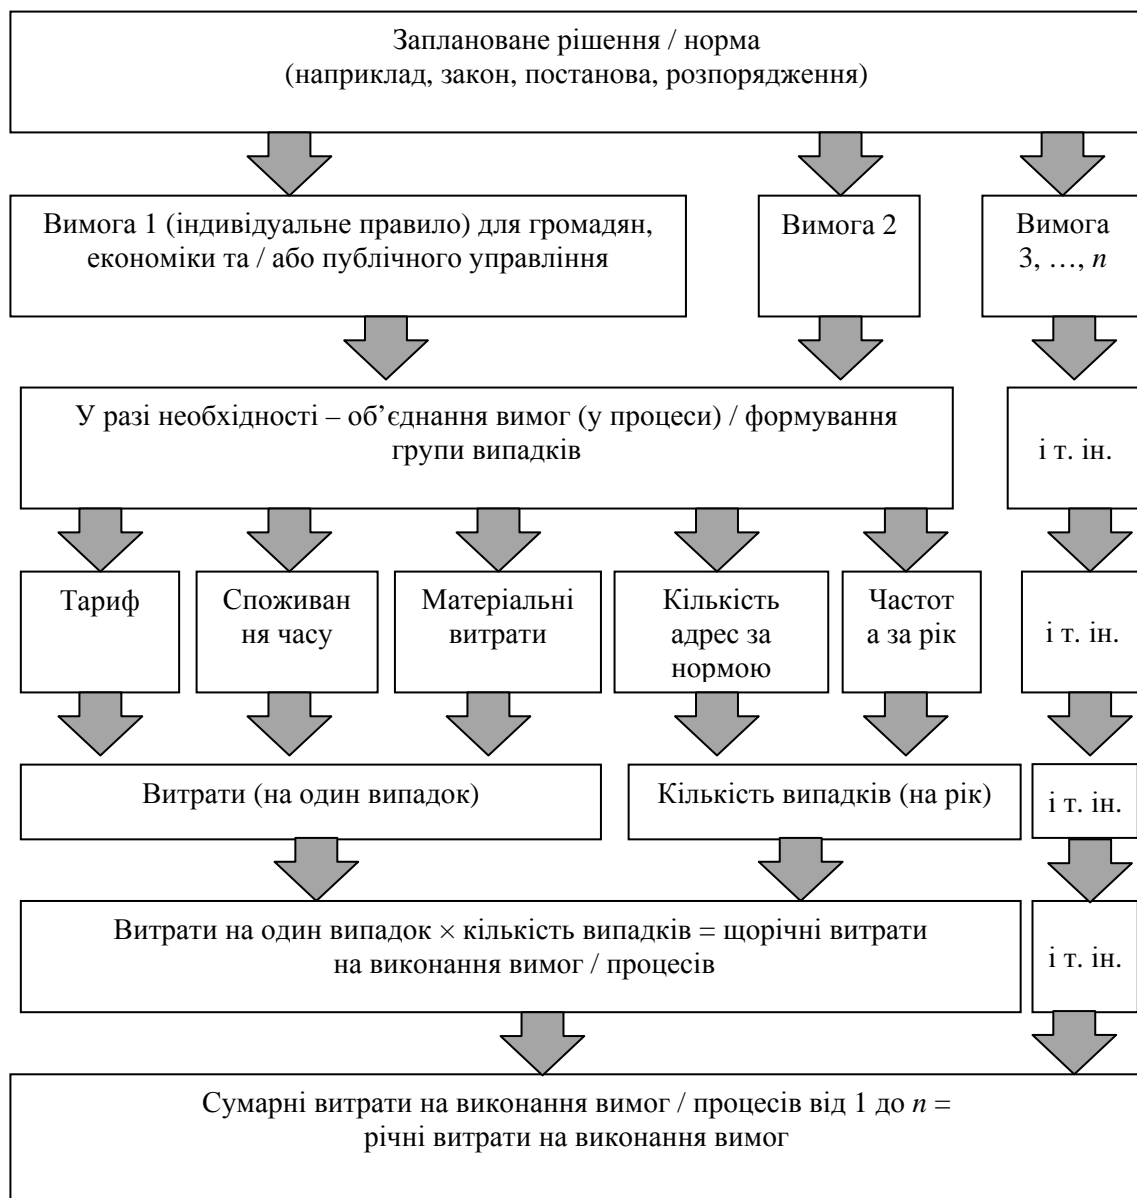 Заплановане рішення / норма
(наприклад, закон, постанова, розпорядження)
Вимога 1 (індивідуальне правило) для громадян,
економіки та / або публічного управління
Вимога 2
Вимога
3, …, n
У разі необхідності – об’єднання вимог (у процеси) / формування
групи випадків
і т. ін.
Тариф
Споживан
ня часу
Матеріальні
витрати
Кількість
адрес за
нормою
Частот
а за рік
і т. ін.
Витрати (на один випадок)
Кількість випадків (на рік)
і т. ін.
Витрати на один випадок × кількість випадків = щорічні витрати
на виконання вимог / процесів
і т. ін.
Сумарні витрати на виконання вимог / процесів від 1 до n =
річні витрати на виконання вимог